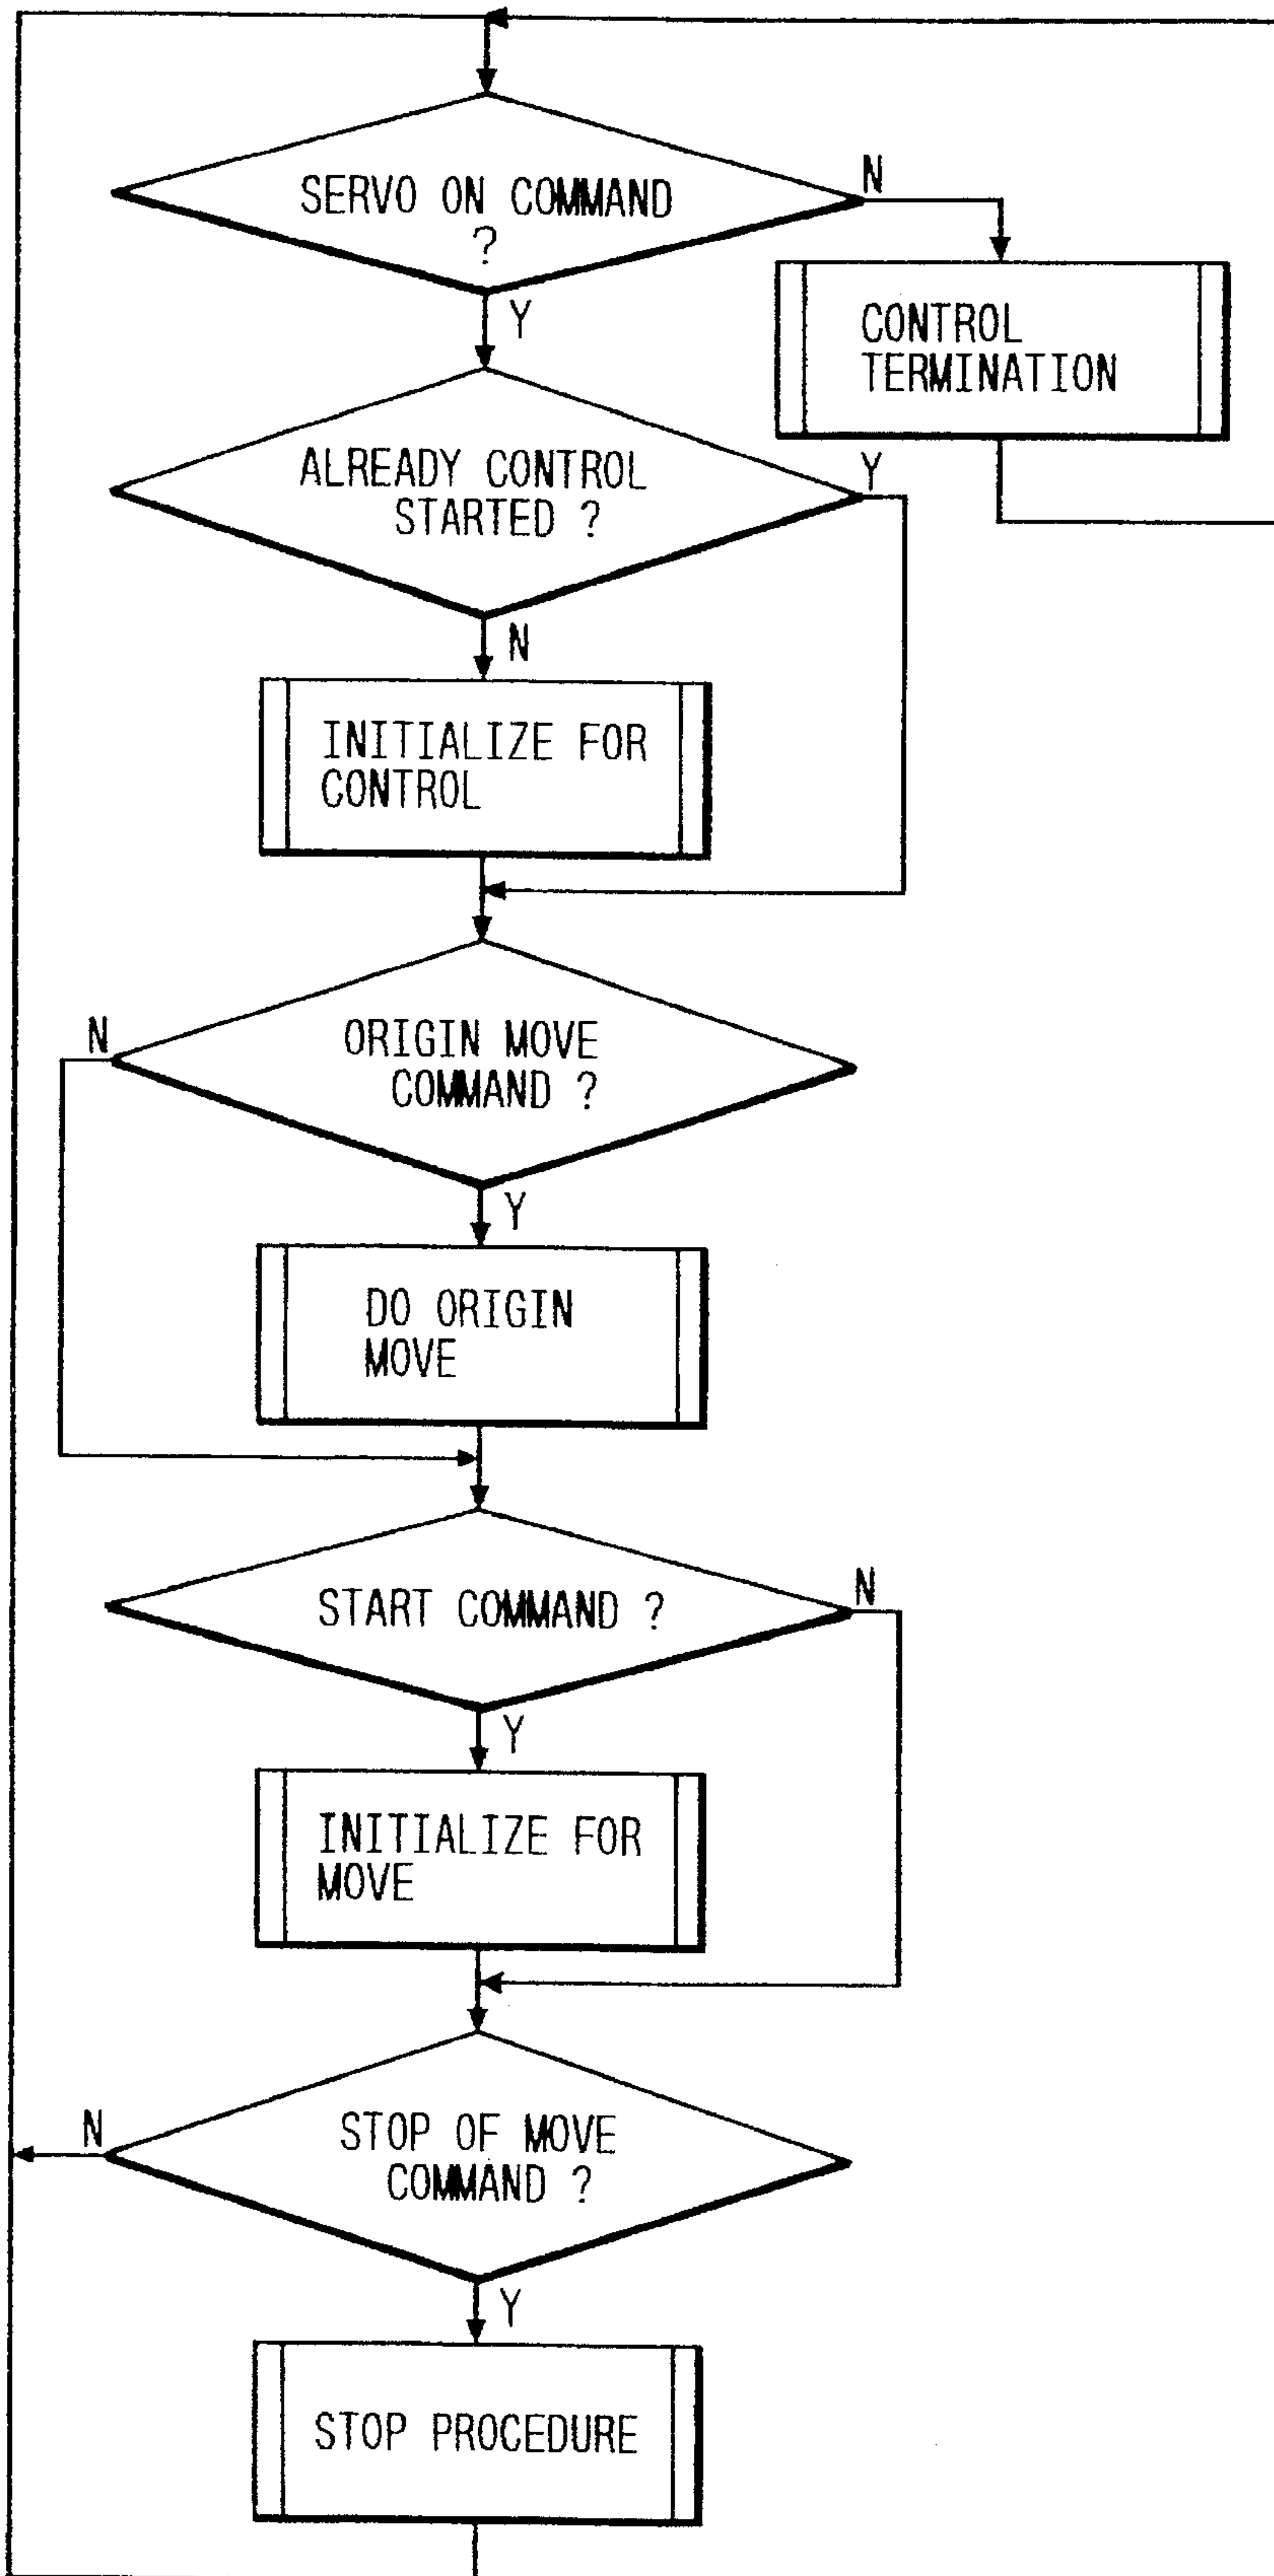 SERVO ON COMMAND
?
N
Y
CONTROL
TERMINATION
ALREADY CONTROL
STARTED ?
Y
N
INITIALIZE FOR
CONTROL
ORIGIN MOVE
COMMAND ?
N
Y
DO ORIGIN
MOVE
START COMMAND ?
N
Y
INITIALIZE FOR
MOVE
STOP OF MOVE
COMMAND ?
N
Y
STOP PROCEDURE